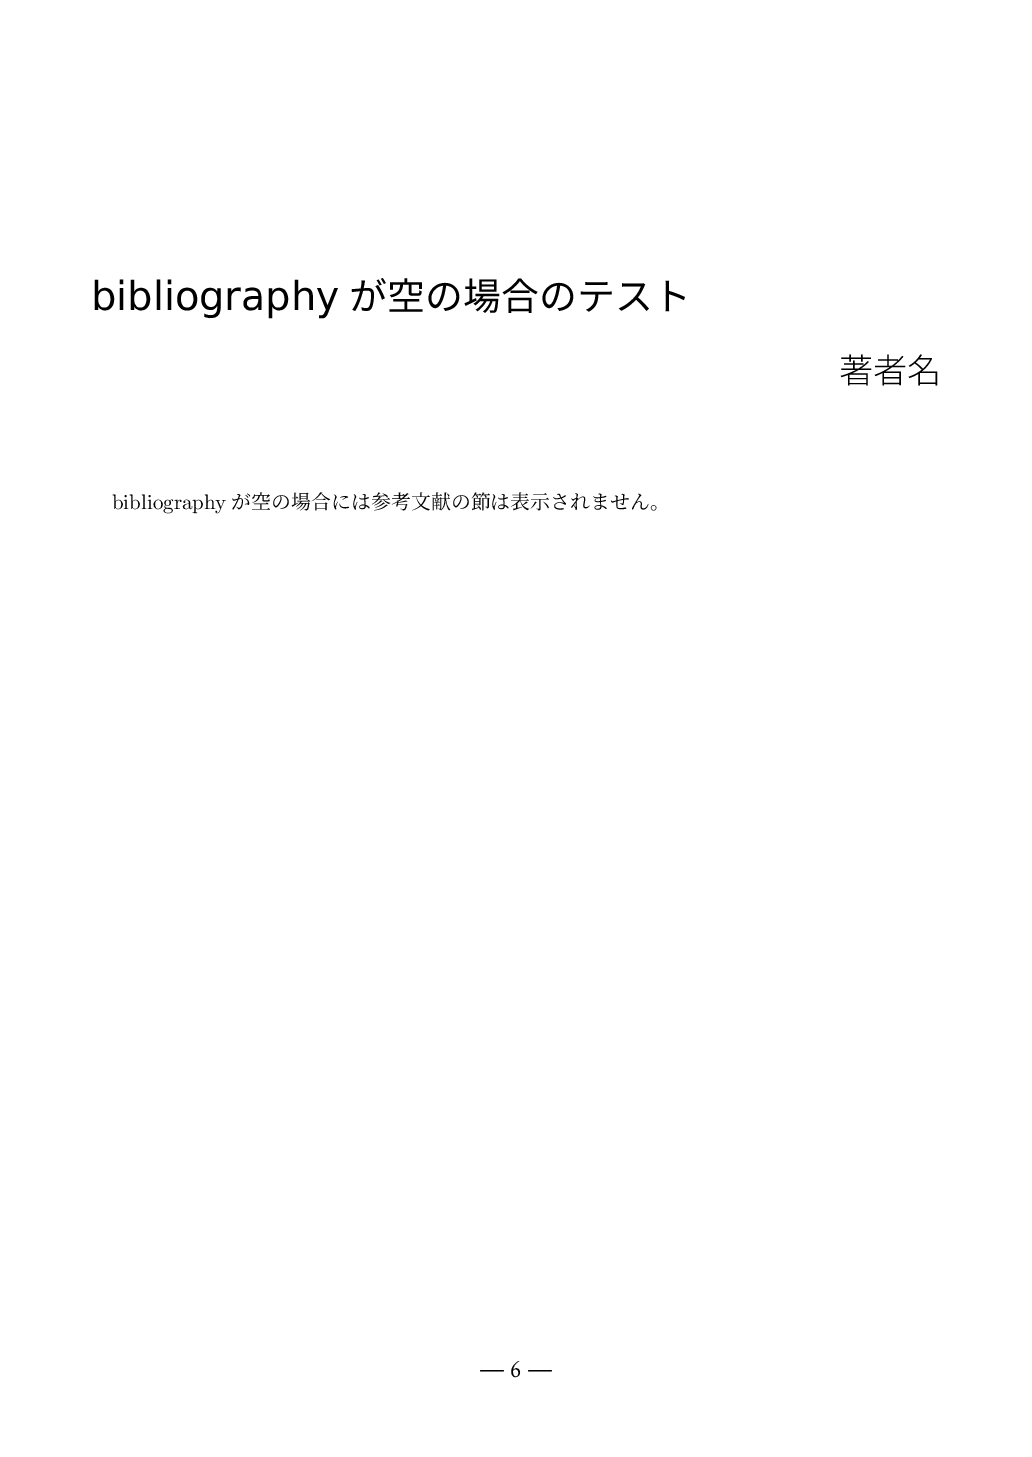 bibliography が空の場合のテスト
著者名
bibliography が空の場合には参考文献の節は表示されません。
— 6 —